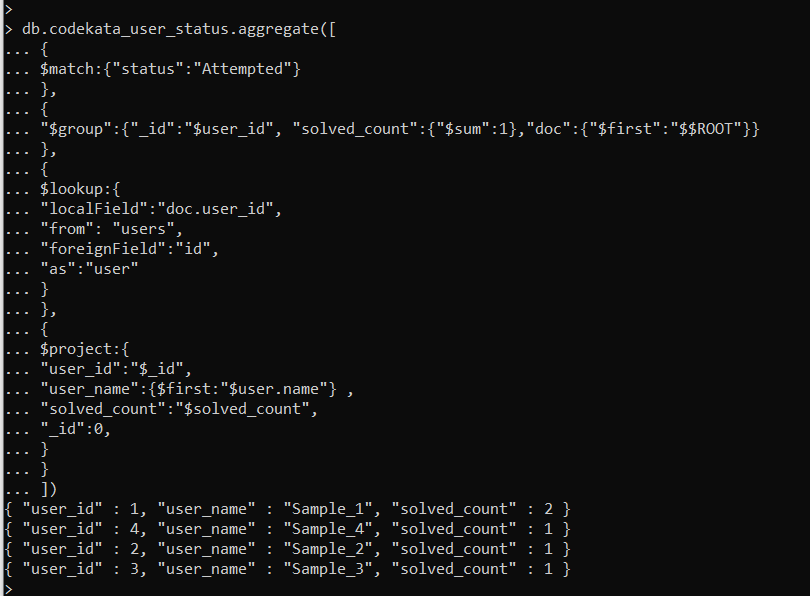 >
> db.codekata_user_status.aggregate([
... {
... $match:{"status":"Attempted"}
... },
... {
... "$group":{"_id":"$user_id", "solved_count":{"$sum":1},"doc":{"$first":"$$ROOT"}}
... },
... {
... $lookup:{
... "localField":"doc.user_id",
... "from": "users",
... "foreignField":"id",
... "as":"user"
... }
... },
... {
... $project:{
... "user_id":"$_id",
... "user_name":{$first:"$user.name"} ,
... "solved_count":"$solved_count",
... "_id":0,
... }
... }
... ])
{ "user_id" : 1, "user_name" : "Sample_1", "solved_count" : 2 }
{ "user_id" : 4, "user_name" : "Sample_4", "solved_count" : 1 }
{ "user_id" : 2, "user_name" : "Sample_2", "solved_count" : 1 }
{ "user_id" : 3, "user_name" : "Sample_3", "solved_count" : 1 }
>